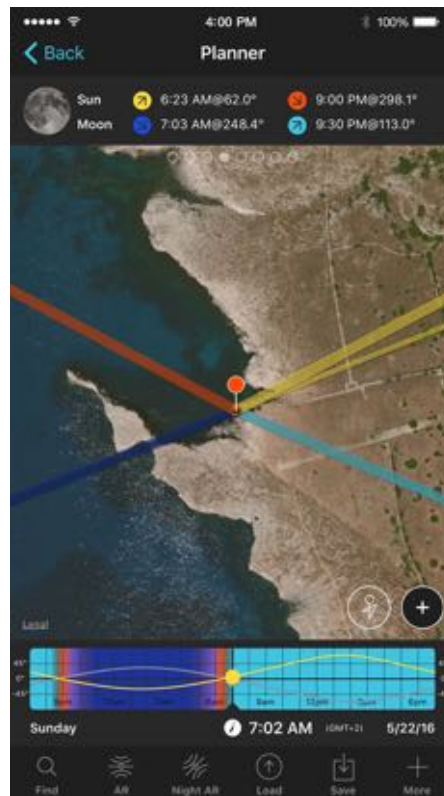 4:00 PM 100%
Back Planner
Sun 6:23 AM@62.0° 9:00 PM@298.1°
Moon 7:03 AM@248.4° 9:30 PM@113.0°
Legal
45°
0°
-45°
Sunday 7:02 AM (GMT+2) 5/22/16
Find AR Night AR Load Save More